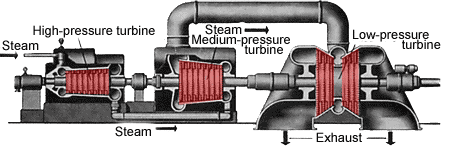 High-pressure turbine
Steam
Steam
Medium-pressure
turbine
Low-pressure
turbine
Steam
Exhaust